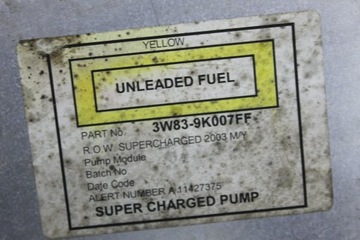 YELLOW
UNLEADED FUEL
PART No. 3W83-9K007FF
R.O.W. SUPERCHARGED 2003 M/Y
Pump Module
Batch No
Date Code
ALERT NUMBER A 11427375
SUPER CHARGED PUMP